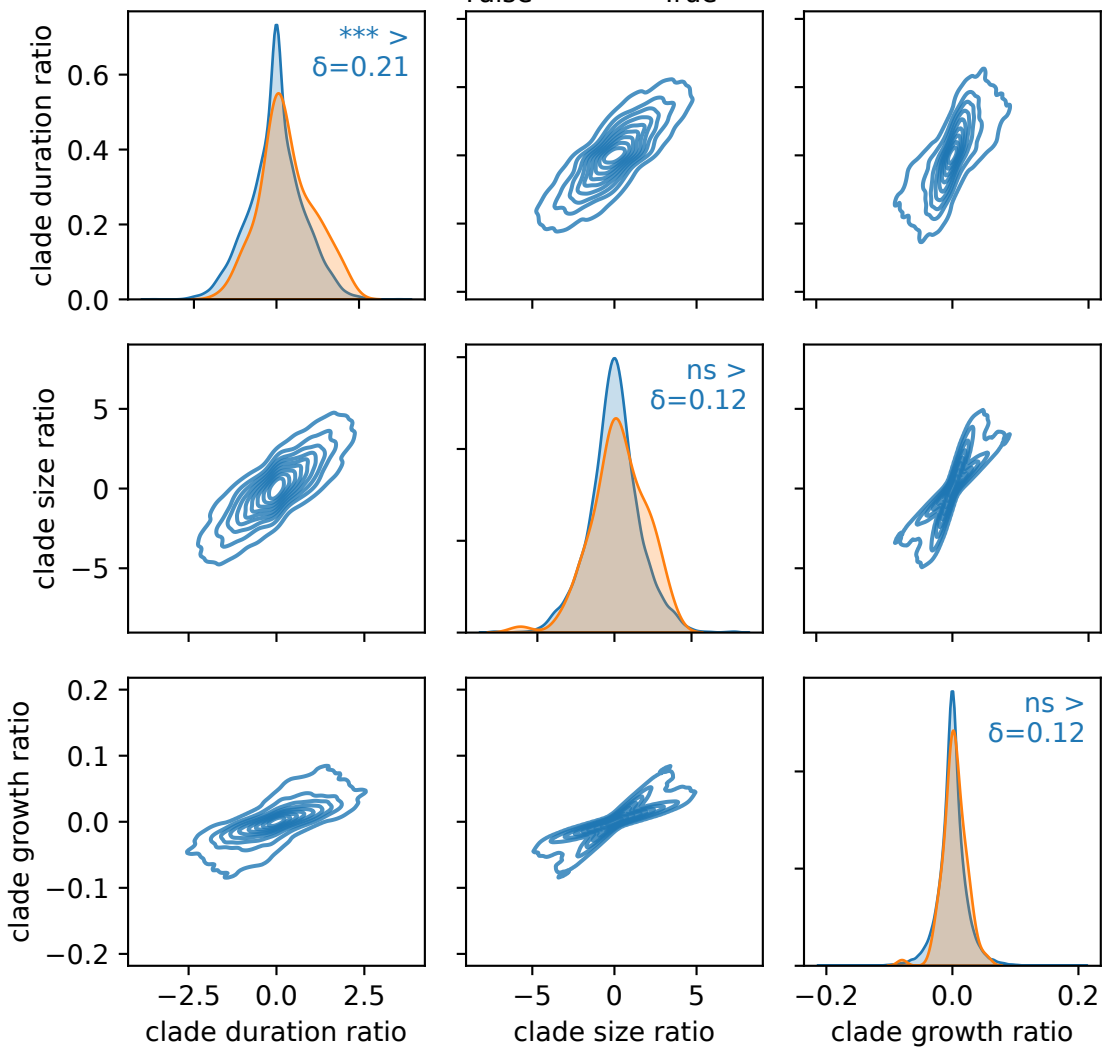 clade duration ratio
0.6
0.4
0.2
0.0
*** >
δ=0.21
clade size ratio
5
0
−5
ns >
δ=0.12
clade growth ratio
0.2
0.1
0.0
−0.1
−0.2
ns >
δ=0.12
−2.5 0.0 2.5
−5 0 5
−0.2 0.0 0.2
clade duration ratio
clade size ratio
clade growth ratio